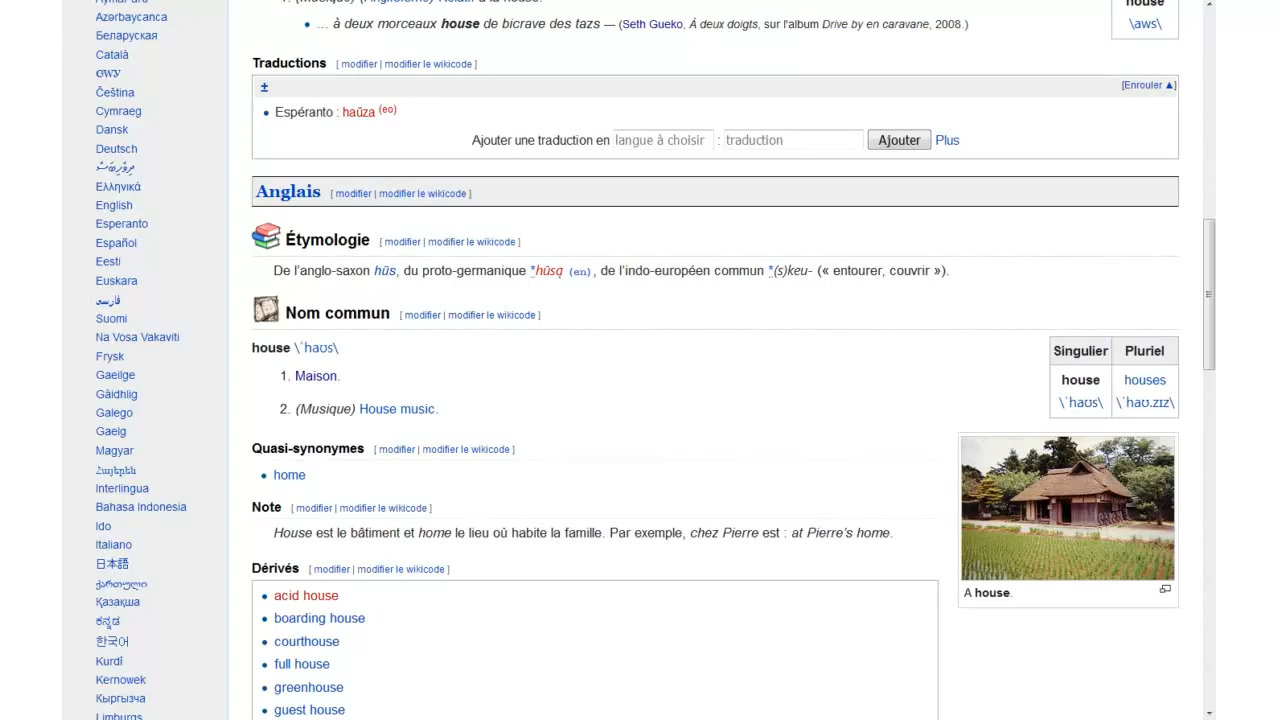 Azərbaycanca
Беларуская
Català
ᏣᎳᎩ
Čeština
Cymraeg
Dansk
Deutsch
ދިވެހިބަސް
Ελληνικά
English
Esperanto
Español
Eesti
Euskara
فارسی
Suomi
Na Vosa Vakaviti
Frysk
Gaeilge
Gàidhlig
Galego
Gaelg
Magyar
Հայերեն
Interlingua
Bahasa Indonesia
Ido
Italiano
日本語
ქართული
Қазақша
ಕನ್ನಡ
한국어
Kurdî
Kernowek
Кыргызча
Limburgs
house
\aws\
... à deux morceaux house de bicrave des tazs — (Seth Gueko, À deux doigts, sur l'album Drive by en caravane, 2008.)
Traductions [ modifier | modifier le wikicode ]
± [Enrouler ▲]
Espéranto : haŭza (eo)
Ajouter une traduction en langue à choisir : traduction Ajouter Plus
Anglais [ modifier | modifier le wikicode ]
Étymologie [ modifier | modifier le wikicode ]
De l’anglo-saxon hūs, du proto-germanique *hūsą (en), de l’indo-européen commun *(s)keu- (« entourer, couvrir »).
Nom commun [ modifier | modifier le wikicode ]
house \ˈhaʊs\
1. Maison.
2. (Musique) House music.
Singulier Pluriel
house houses
\ˈhaʊs\ \ˈhaʊ.zɪz\
Quasi-synonymes [ modifier | modifier le wikicode ]
home
Note [ modifier | modifier le wikicode ]
House est le bâtiment et home le lieu où habite la famille. Par exemple, chez Pierre est : at Pierre’s home.
A house.
Dérivés [ modifier | modifier le wikicode ]
acid house
boarding house
courthouse
full house
greenhouse
guest house